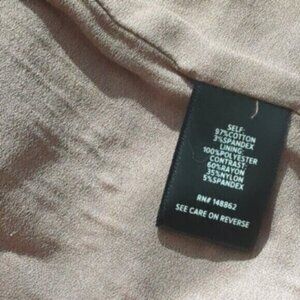 SELF:
97%COTTON
3%SPANDEX
LINING:
100%POLYESTER
CONTRAST:
60%RAYON
35%NYLON
5%SPANDEX
RN# 148862
SEE CARE ON REVERSE